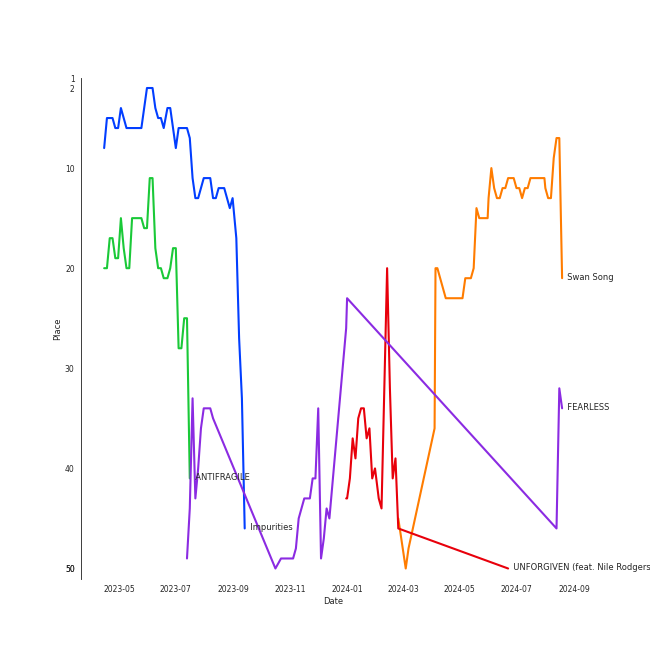 1
2
10
20
30
40
50
Place
Swan Song
FEARLESS
ANTIFRAGILE
Impurities
UNFORGIVEN (feat. Nile Rodgers
2023-05 2023-07 2023-09 2023-11 2024-01 2024-03 2024-05 2024-07 2024-09
Date